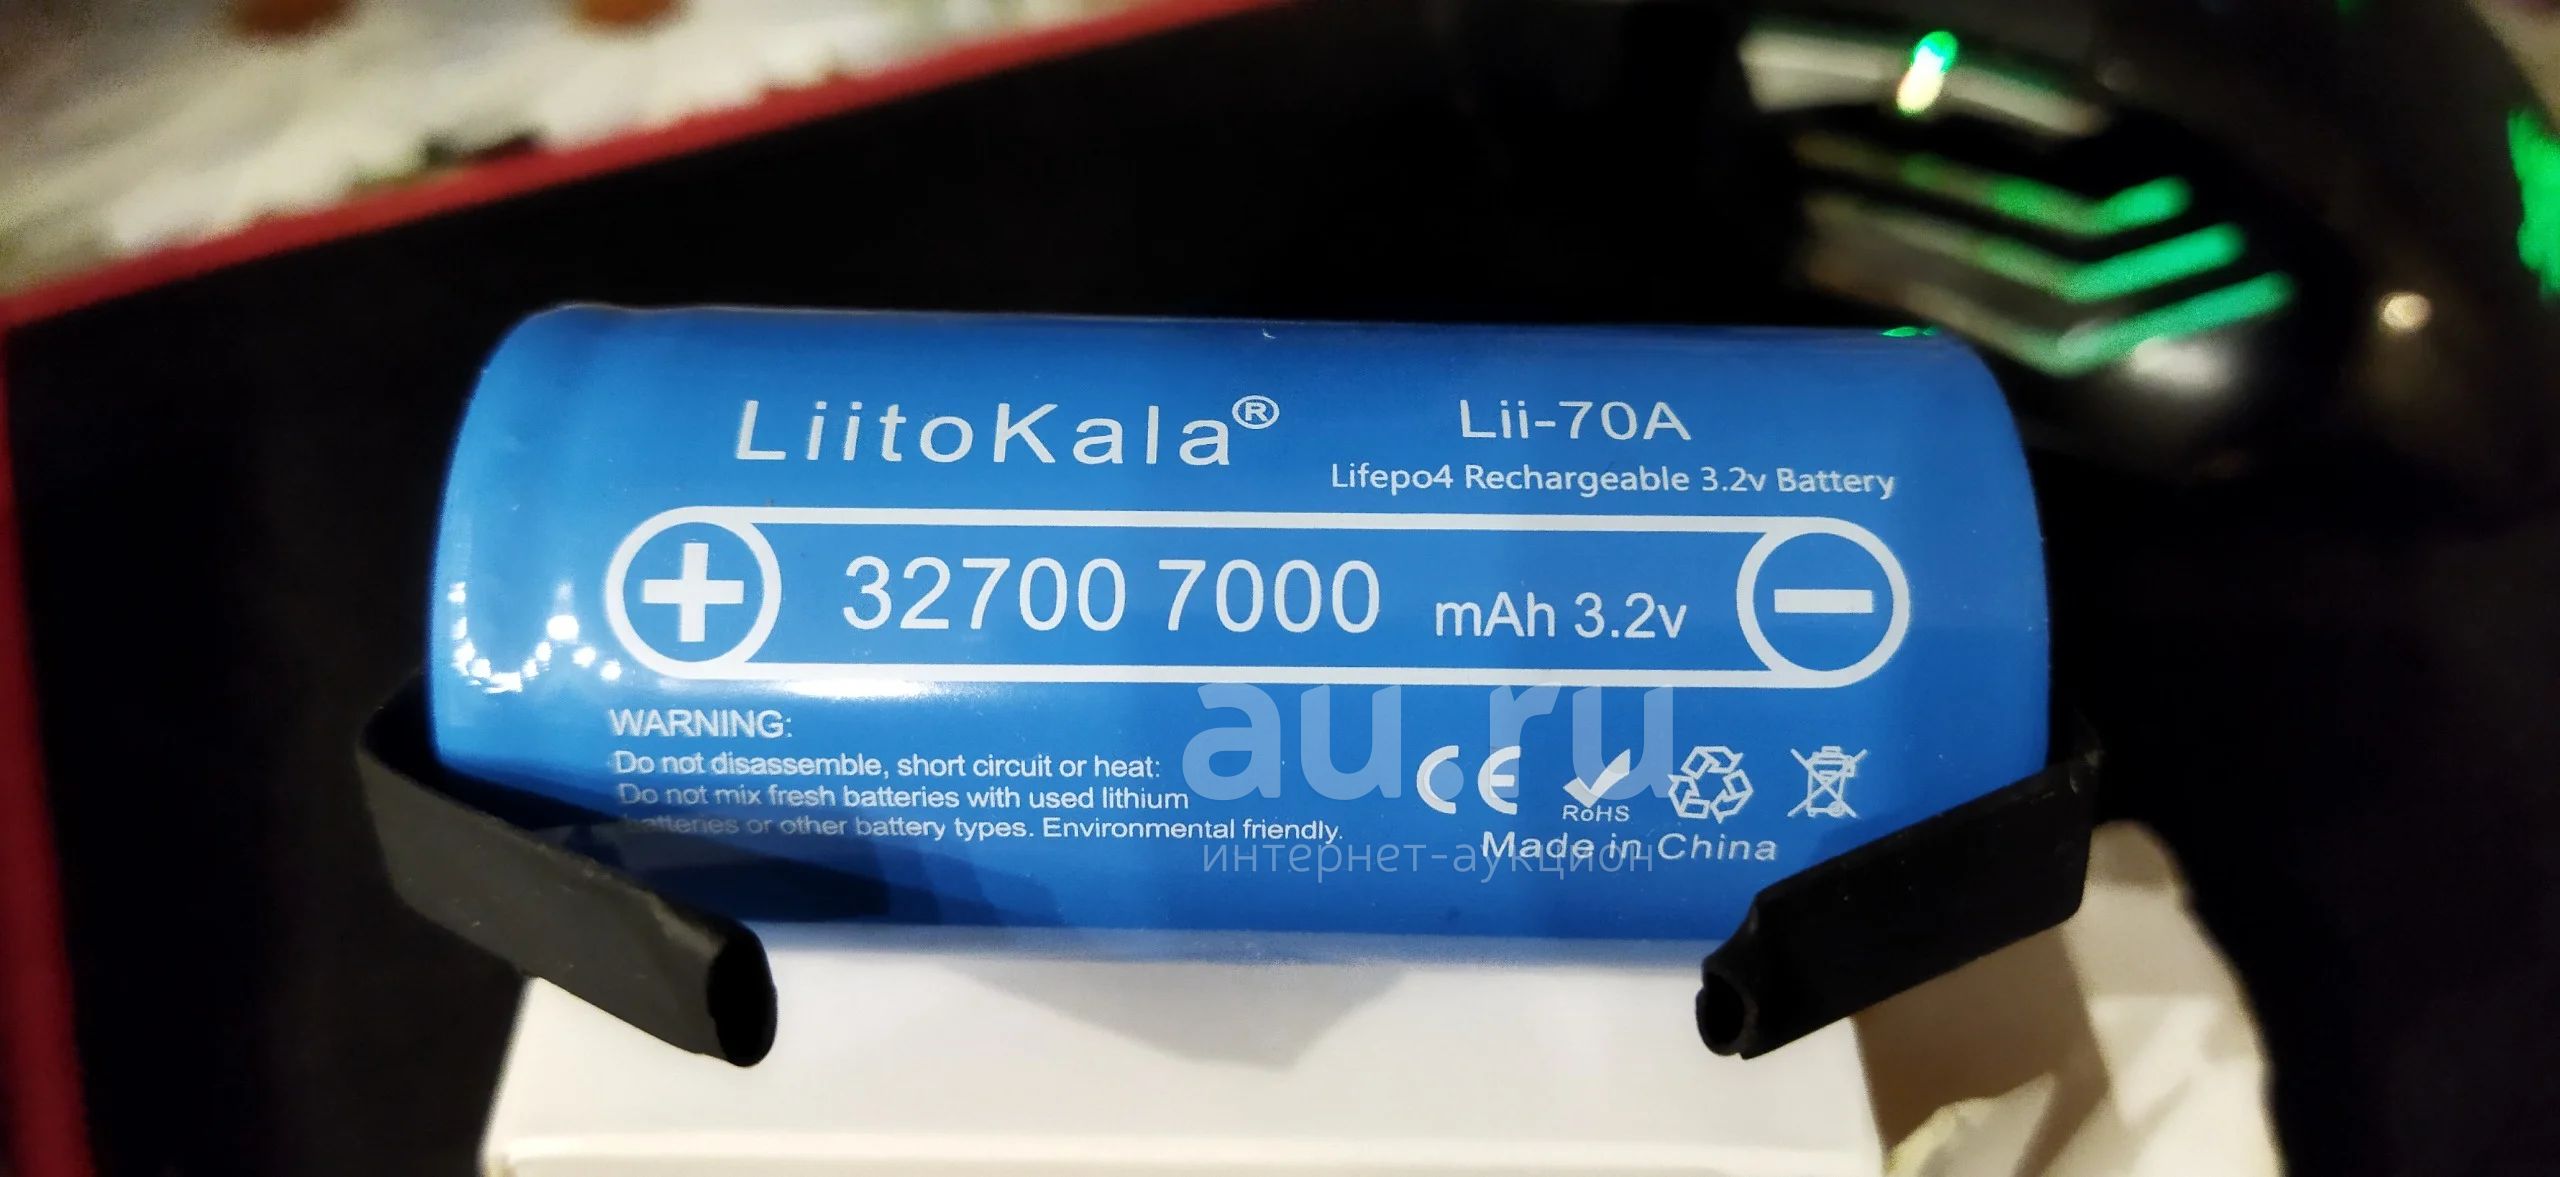 LiitoKala®
Lii-70A
Lifepo4 Rechargeable 3.2v Battery
32700 7000 mAh 3.2v
WARNING:
Do not disassemble, short circuit or heat:
Do not mix fresh batteries with used lithium
batteries or other battery types. Environmental friendly.
CE
RoHS
Made in China
au.ru
интернет-аукцион